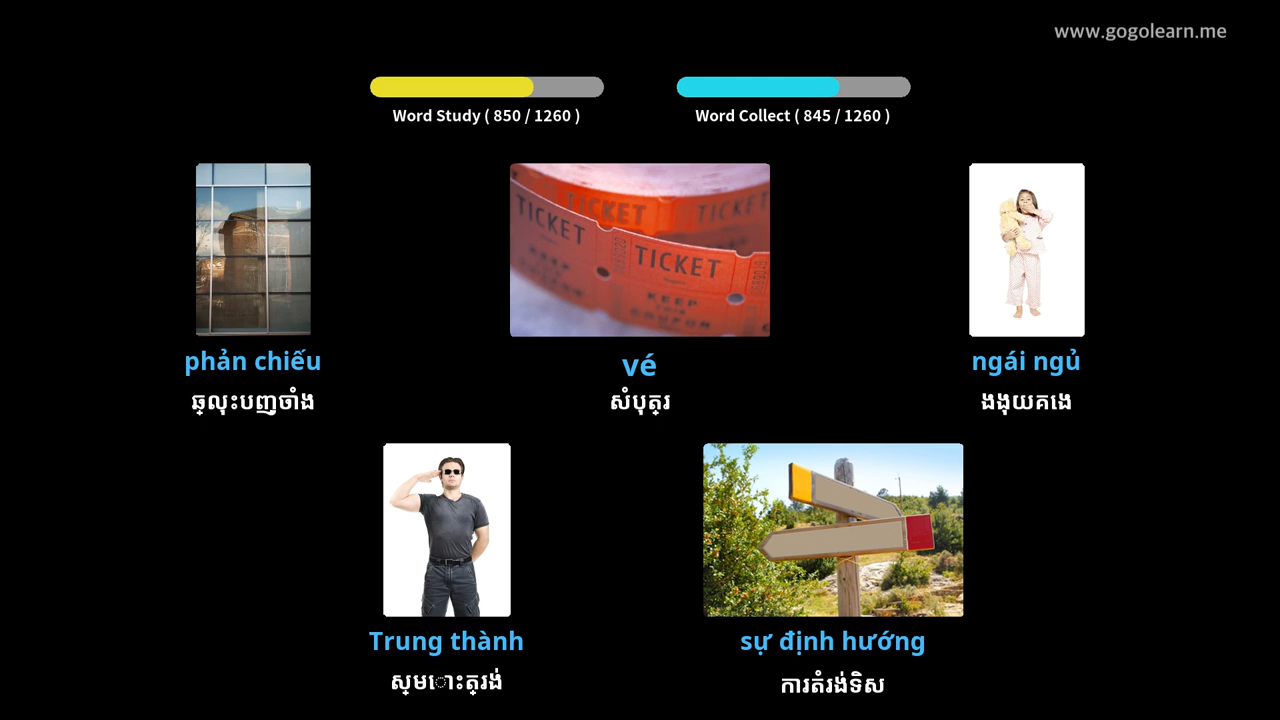 www.gogolearn.me
Word Study ( 850 / 1260 )
Word Collect ( 845 / 1260 )
TICKET
TICKET
TICKET
TICKET
KEEP
phản chiếu
vé
ngái ngủ
ឆ្លុះបញ្ចាំង
សំបុត្រ
ងងុយគងេ
Trung thành
sự định hướng
ស្មោះត្រង់
ការតំរង់ទិស